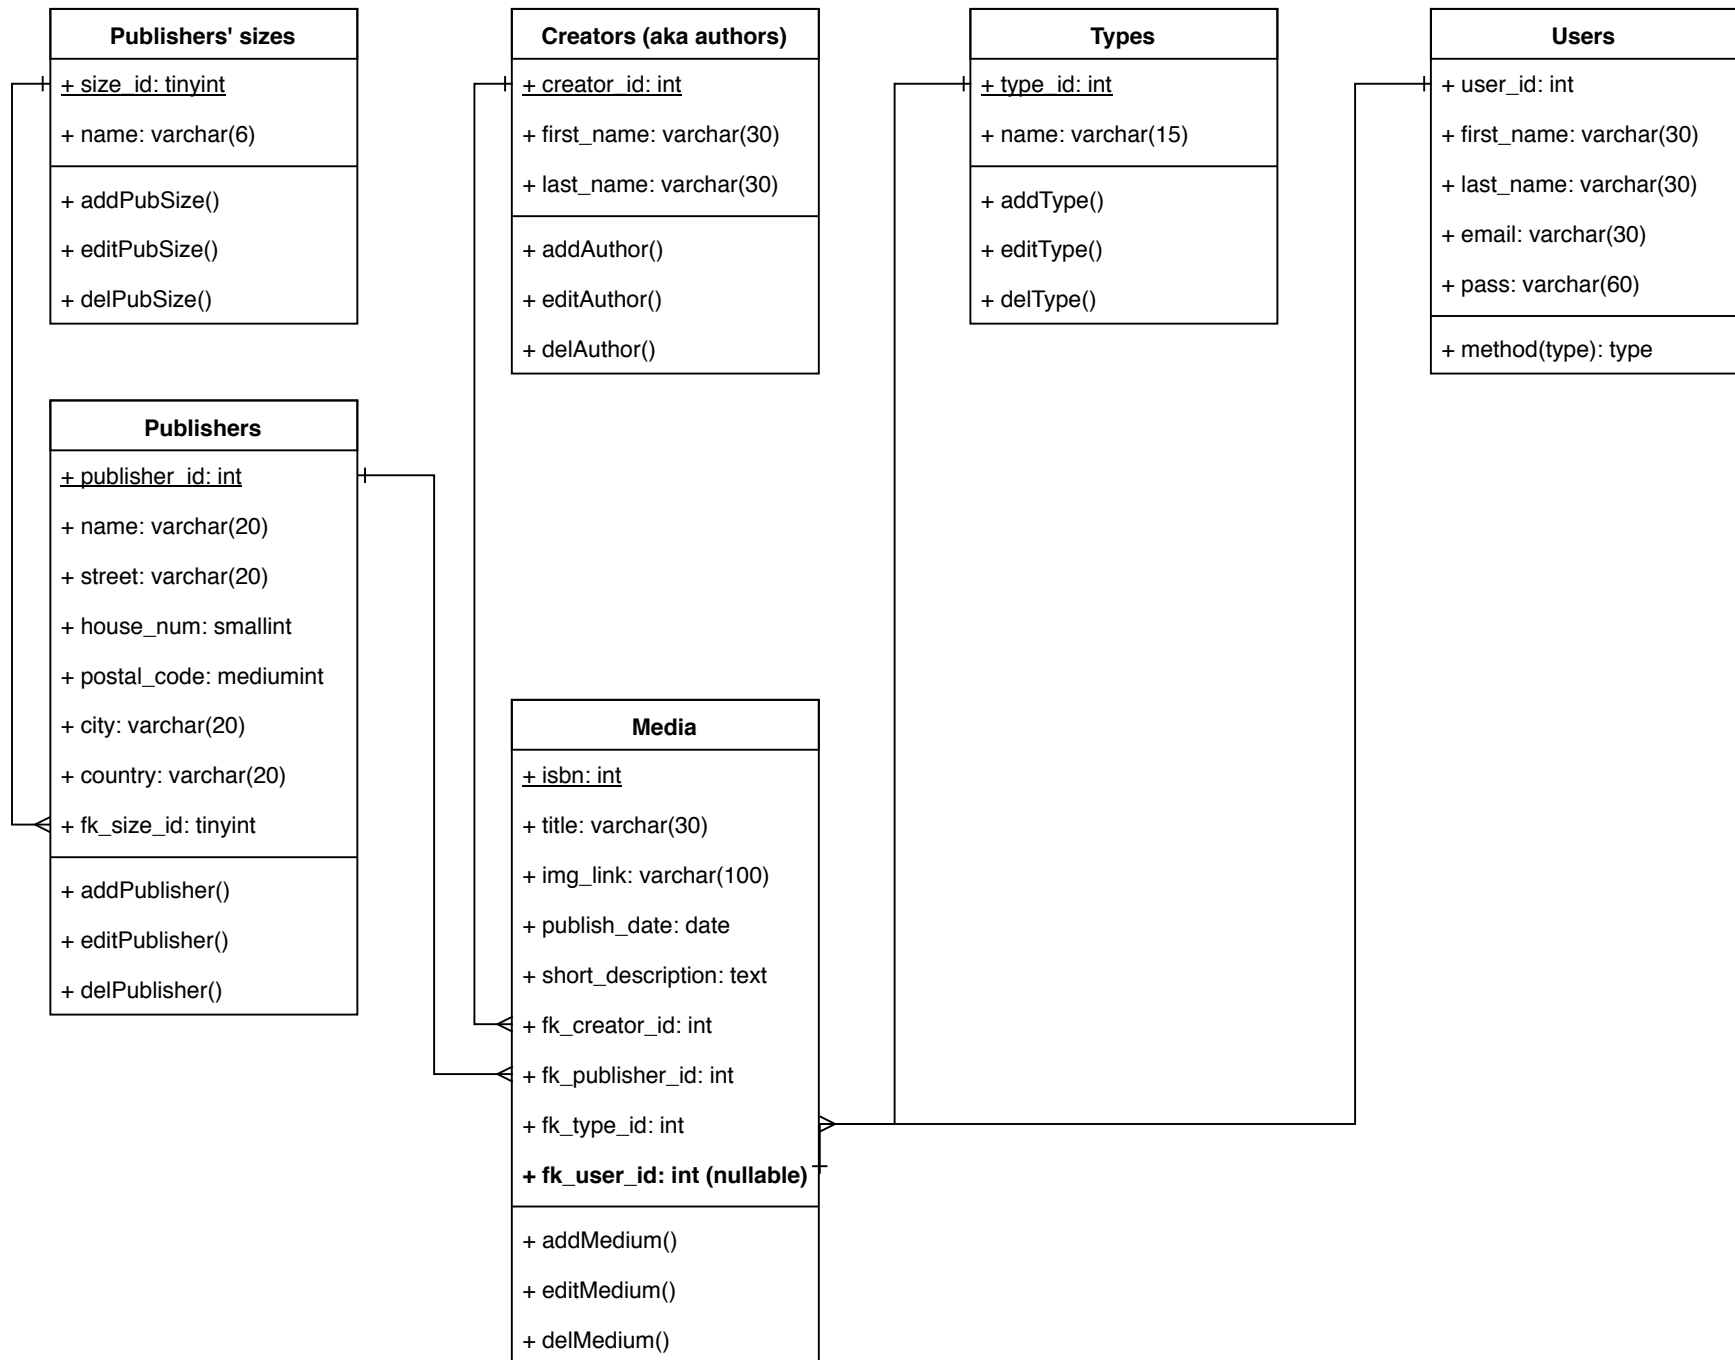 Publishers' sizes
+ size_id: tinyint
+ name: varchar(6)
+ addPubSize()
+ editPubSize()
+ delPubSize()
Creators (aka authors)
+ creator_id: int
+ first_name: varchar(30)
+ last_name: varchar(30)
+ addAuthor()
+ editAuthor()
+ delAuthor()
Types
+ type_id: int
+ name: varchar(15)
+ addType()
+ editType()
+ delType()
Users
+ user_id: int
+ first_name: varchar(30)
+ last_name: varchar(30)
+ email: varchar(30)
+ pass: varchar(60)
+ method(type): type
Publishers
+ publisher_id: int
+ name: varchar(20)
+ street: varchar(20)
+ house_num: smallint
+ postal_code: mediumint
+ city: varchar(20)
+ country: varchar(20)
+ fk_size_id: tinyint
+ addPublisher()
+ editPublisher()
+ delPublisher()
Media
+ isbn: int
+ title: varchar(30)
+ img_link: varchar(100)
+ publish_date: date
+ short_description: text
+ fk_creator_id: int
+ fk_publisher_id: int
+ fk_type_id: int
+ fk_user_id: int (nullable)
+ addMedium()
+ editMedium()
+ delMedium()